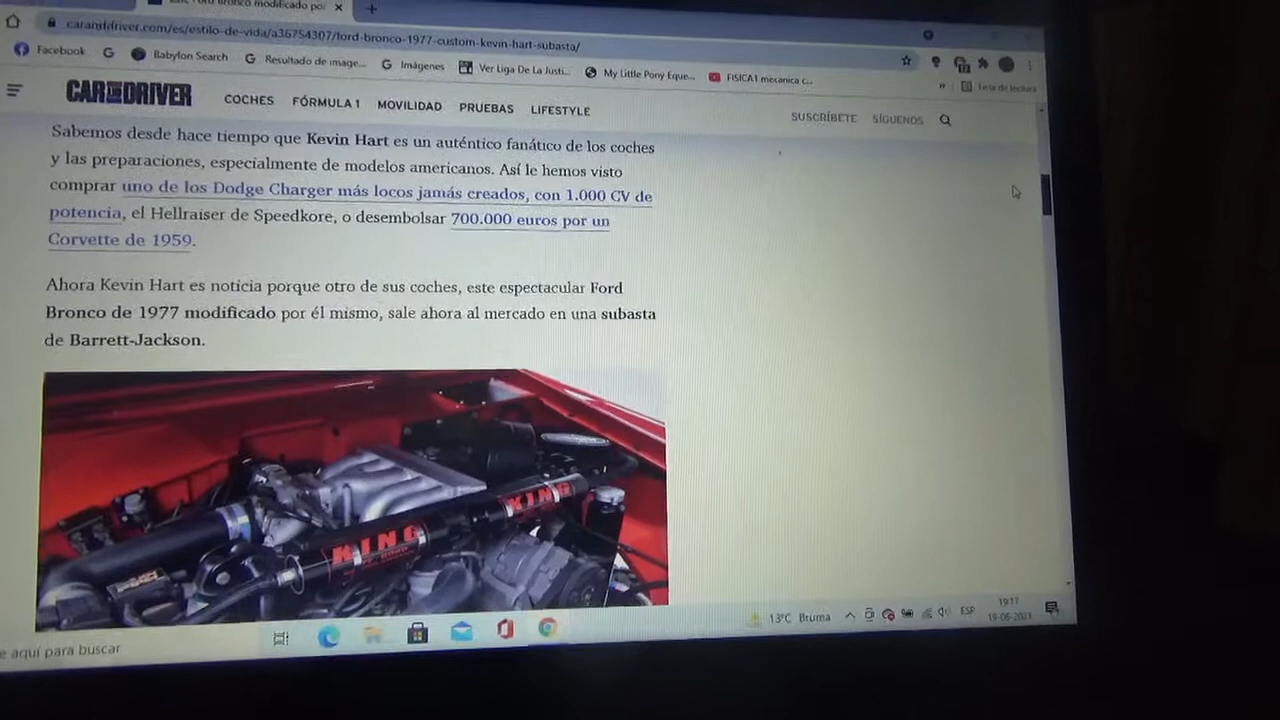 modificado por
carandriver.com/es/estilo-de-vida/a36754307/ford-bronco-1977-custom-kevin-hart-subasta/
Facebook
Babylon Search
Resultado de image...
Imágenes
Ver Liga De La Justi...
My Little Pony Eque...
FISICA1 mecanica c...
»
Lista de lectura
CAR AND DRIVER
COCHES
FÓRMULA 1
MOVILIDAD
PRUEBAS
LIFESTYLE
SUSCRÍBETE
SÍGUENOS
Sabemos desde hace tiempo que Kevin Hart es un auténtico fanático de los coches
y las preparaciones, especialmente de modelos americanos. Así le hemos visto
comprar uno de los Dodge Charger más locos jamás creados, con 1.000 CV de
potencia, el Hellraiser de Speedkore, o desembolsar 700.000 euros por un
Corvette de 1959.
Ahora Kevin Hart es noticia porque otro de sus coches, este espectacular Ford
Bronco de 1977 modificado por él mismo, sale ahora al mercado en una subasta
de Barrett-Jackson.
KING
KING
e aquí para buscar
13°C Bruma
ESP
19:17
19-06-2021